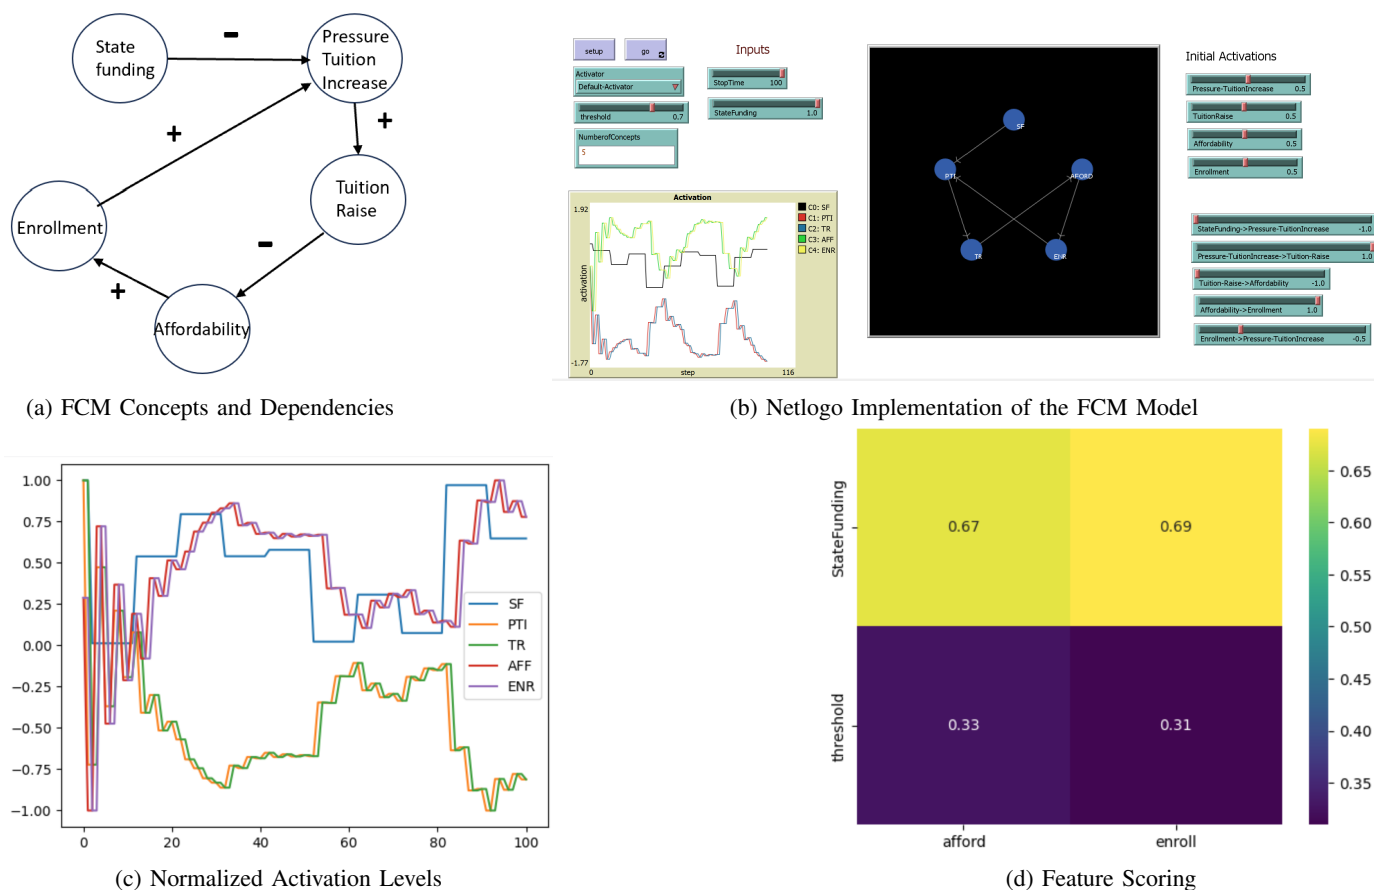 State
funding
-
Pressure
Tuition
Increase
+
+
Tuition
Raise
Enrollment
-
+
Affordability
(a) FCM Concepts and Dependencies
setup
go
Inputs
Activator
Default-Activator
StopTime 100
threshold 0.7
StateFunding 1.0
NumberofConcepts
5
Activation
1.92
activation
-1.77
0
step
116
C0: SF
C1: PTI
C2: TR
C3: AFF
C4: ENR
SF
PTI
AFFORD
TR
ENR
Initial Activations
Pressure-TuitionIncrease 0.5
TuitionRaise 0.5
Affordability 0.5
Enrollment 0.5
StateFunding->Pressure-TuitionIncrease -1.0
Pressure-TuitionIncrease->Tuition-Raise 1.0
Tuition-Raise->Affordability -1.0
Affordability->Enrollment 1.0
Enrollment->Pressure-TuitionIncrease -0.5
(b) Netlogo Implementation of the FCM Model
1.00
0.75
0.50
0.25
0.00
−0.25
−0.50
−0.75
−1.00
0 20 40 60 80 100
SF
PTI
TR
AFF
ENR
(c) Normalized Activation Levels
StateFunding
threshold
0.67 0.69
0.33 0.31
afford enroll
0.65
0.60
0.55
0.50
0.45
0.40
0.35
(d) Feature Scoring